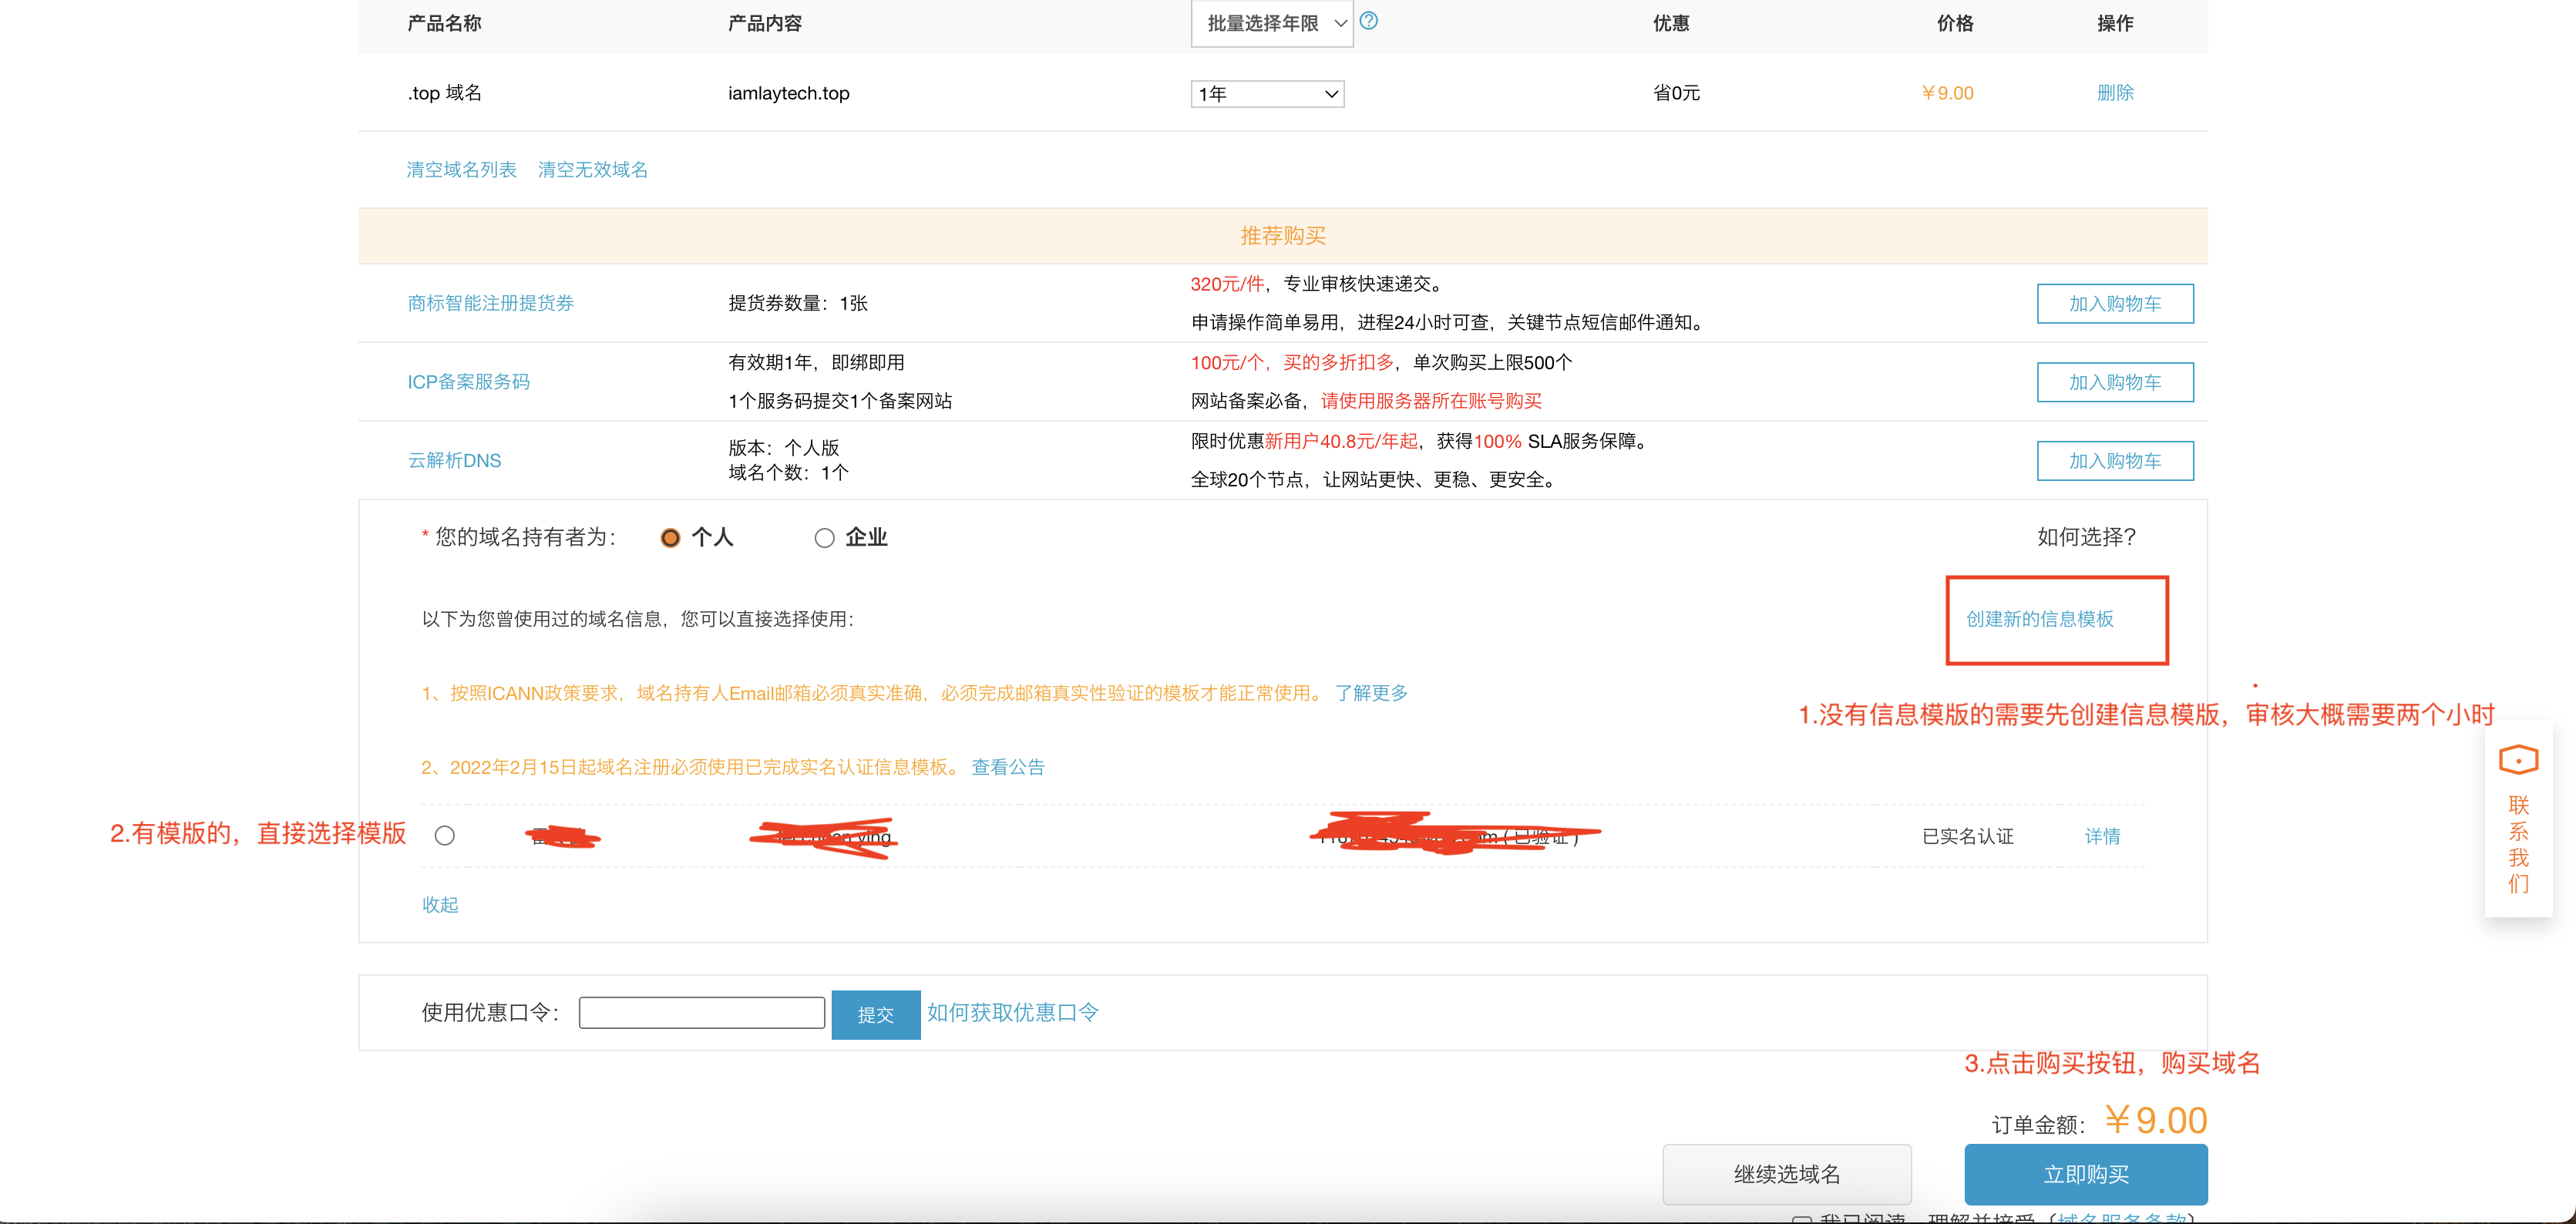 产品名称 产品内容 批量选择年限 ? 优惠 价格 操作
.top 域名 iamlaytech.top 1年 省0元 ￥9.00 删除
清空域名列表 清空无效域名
推荐购买
商标智能注册提货券 提货券数量：1张
320元/件，专业审核快速递交。
申请操作简单易用，进程24小时可查，关键节点短信邮件通知。
加入购物车
ICP备案服务码
有效期1年，即绑即用
1个服务码提交1个备案网站
100元/个，买的多折扣多，单次购买上限500个
网站备案必备，请使用服务器所在账号购买
加入购物车
云解析DNS
版本：个人版
域名个数：1个
限时优惠新用户40.8元/年起，获得100% SLA服务保障。
全球20个节点，让网站更快、更稳、更安全。
加入购物车
* 您的域名持有者为： 个人 企业 如何选择？
以下为您曾使用过的域名信息，您可以直接选择使用： 创建新的信息模板
1、按照ICANN政策要求，域名持有人Email邮箱必须真实准确，必须完成邮箱真实性验证的模板才能正常使用。 了解更多
1.没有信息模版的需要先创建信息模版，审核大概需要两个小时
2、2022年2月15日起域名注册必须使用已完成实名认证信息模板。 查看公告
2.有模版的，直接选择模版
已实名认证 详情
收起
联系我们
使用优惠口令： 提交 如何获取优惠口令
3.点击购买按钮，购买域名
订单金额： ￥9.00
继续选域名 立即购买
我已阅读，理解并接受〔域名服务条款〕